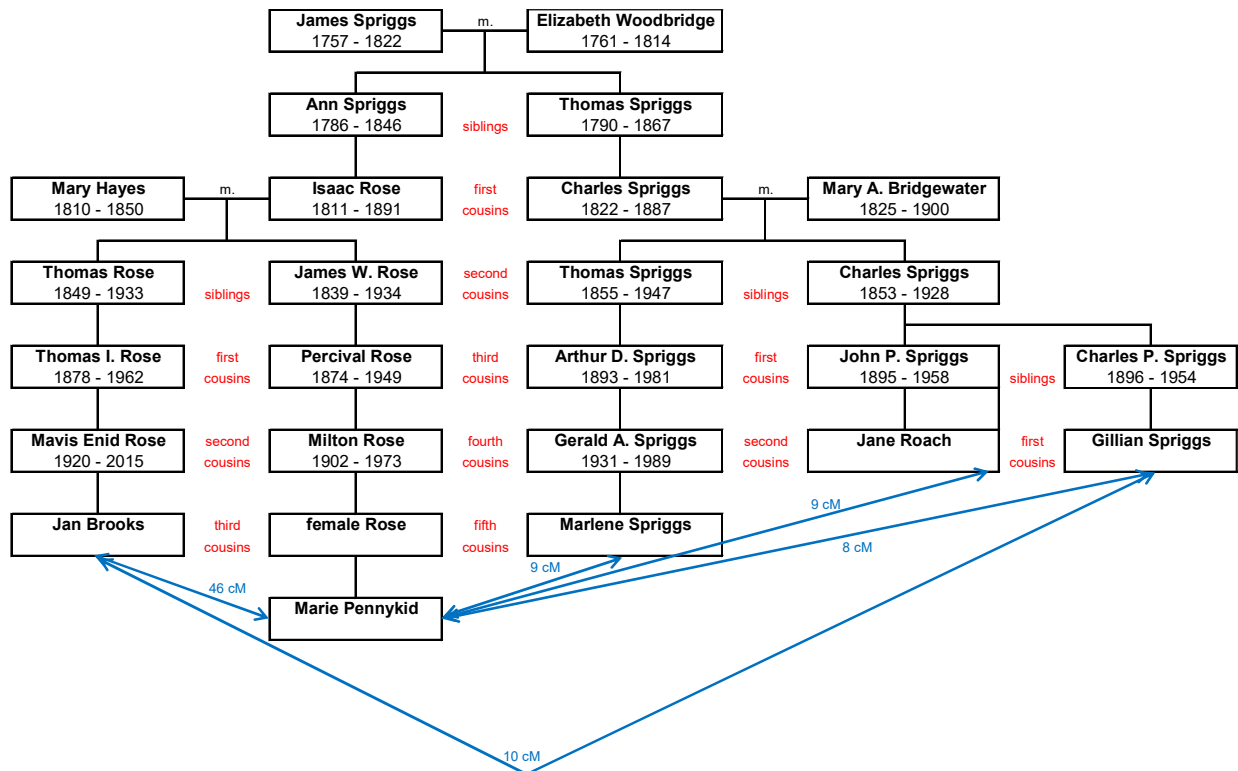 James Spriggs
1757 - 1822
m.
Elizabeth Woodbridge
1761 - 1814
Ann Spriggs
1786 - 1846
siblings
Thomas Spriggs
1790 - 1867
Mary Hayes
1810 - 1850
m.
Isaac Rose
1811 - 1891
first
cousins
Charles Spriggs
1822 - 1887
m.
Mary A. Bridgewater
1825 - 1900
Thomas Rose
1849 - 1933
siblings
James W. Rose
1839 - 1934
second
cousins
Thomas Spriggs
1855 - 1947
siblings
Charles Spriggs
1853 - 1928
Thomas I. Rose
1878 - 1962
first
cousins
Percival Rose
1874 - 1949
third
cousins
Arthur D. Spriggs
1893 - 1981
first
cousins
John P. Spriggs
1895 - 1958
siblings
Charles P. Spriggs
1896 - 1954
Mavis Enid Rose
1920 - 2015
second
cousins
Milton Rose
1902 - 1973
fourth
cousins
Gerald A. Spriggs
1931 - 1989
second
cousins
Jane Roach
first
cousins
Gillian Spriggs
Jan Brooks
third
cousins
female Rose
fifth
cousins
Marlene Spriggs
9 cM
8 cM
9 cM
46 cM
Marie Pennykid
10 cM